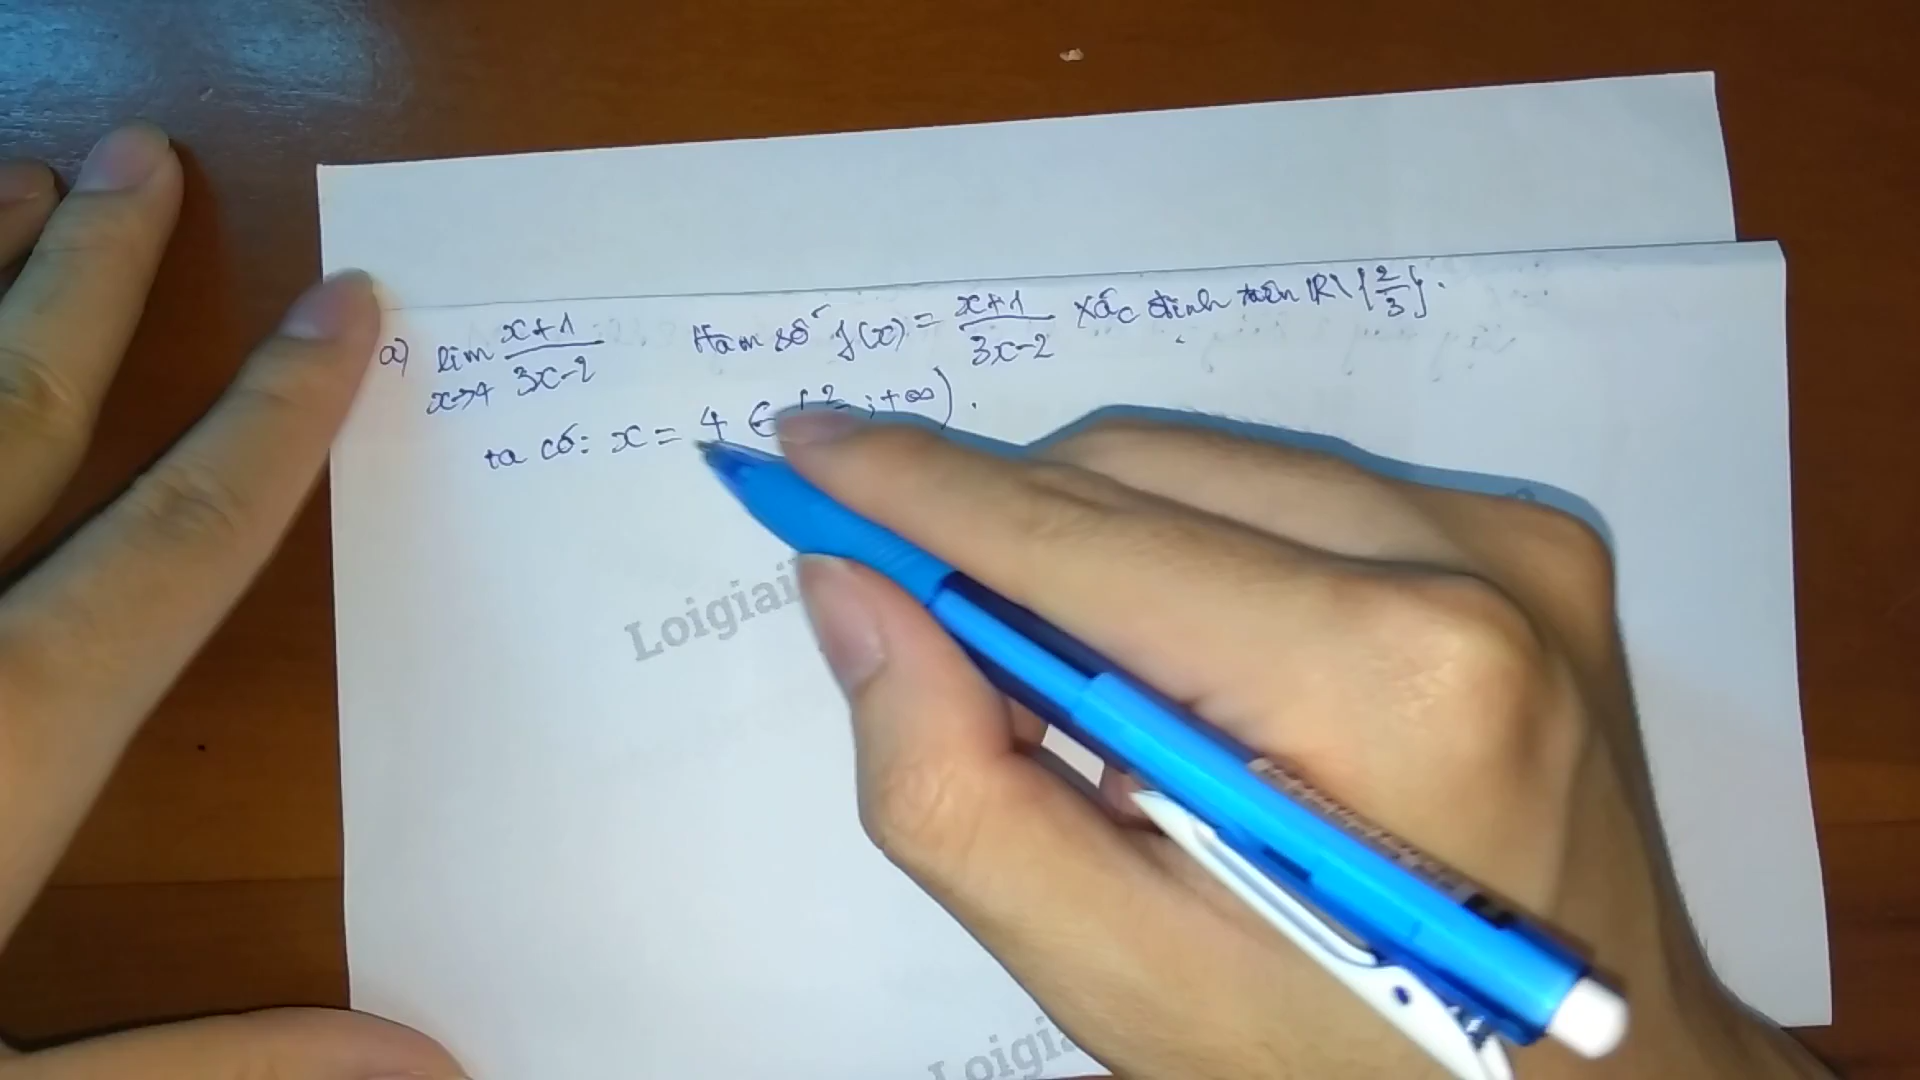 a) lim x→4 x+1 / 3x-2 Hàm số f(x) = x+1 / 3x-2 xác định trên ℝ\{2/3}.
ta có: x = 4 ∈ (2 ; +∞).
Loigiai
Loigia